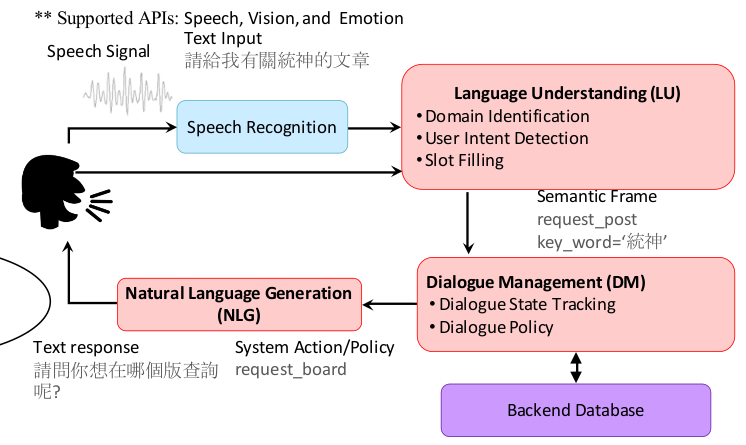 ** Supported APIs: Speech, Vision, and Emotion
Text Input
請給我有關統神的文章
Speech Signal
Speech Recognition
Language Understanding (LU)
• Domain Identification
• User Intent Detection
• Slot Filling
Semantic Frame
request_post
key_word=‘統神’
Dialogue Management (DM)
• Dialogue State Tracking
• Dialogue Policy
Natural Language Generation
(NLG)
Text response
請問你想在哪個版查詢
呢?
System Action/Policy
request_board
Backend Database